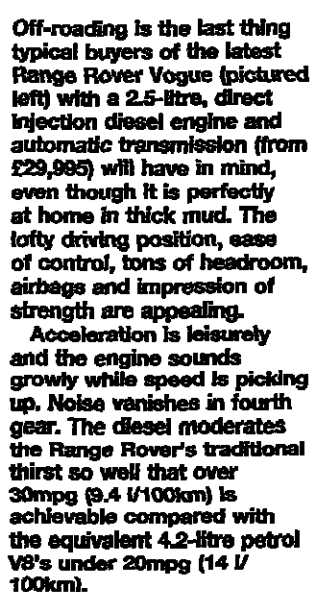 Off-roading is the last thing
typical buyers of the latest
Range Rover Vogue (pictured
left) with a 2.5-litre, direct
injection diesel engine and
automatic transmission (from
£29,995) will have in mind,
even though it is perfectly
at home in thick mud. The
lofty driving position, ease
of control, tons of headroom,
airbags and impression of
strength are appealing.
Acceleration is leisurely
and the engine sounds
growly while speed is picking
up. Noise vanishes in fourth
gear. The diesel moderates
the Range Rover's traditional
thirst so well that over
30mpg (9.4 l/100km) is
achievable compared with
the equivalent 4.2-litre petrol
V8's under 20mpg (14 l/
100km).